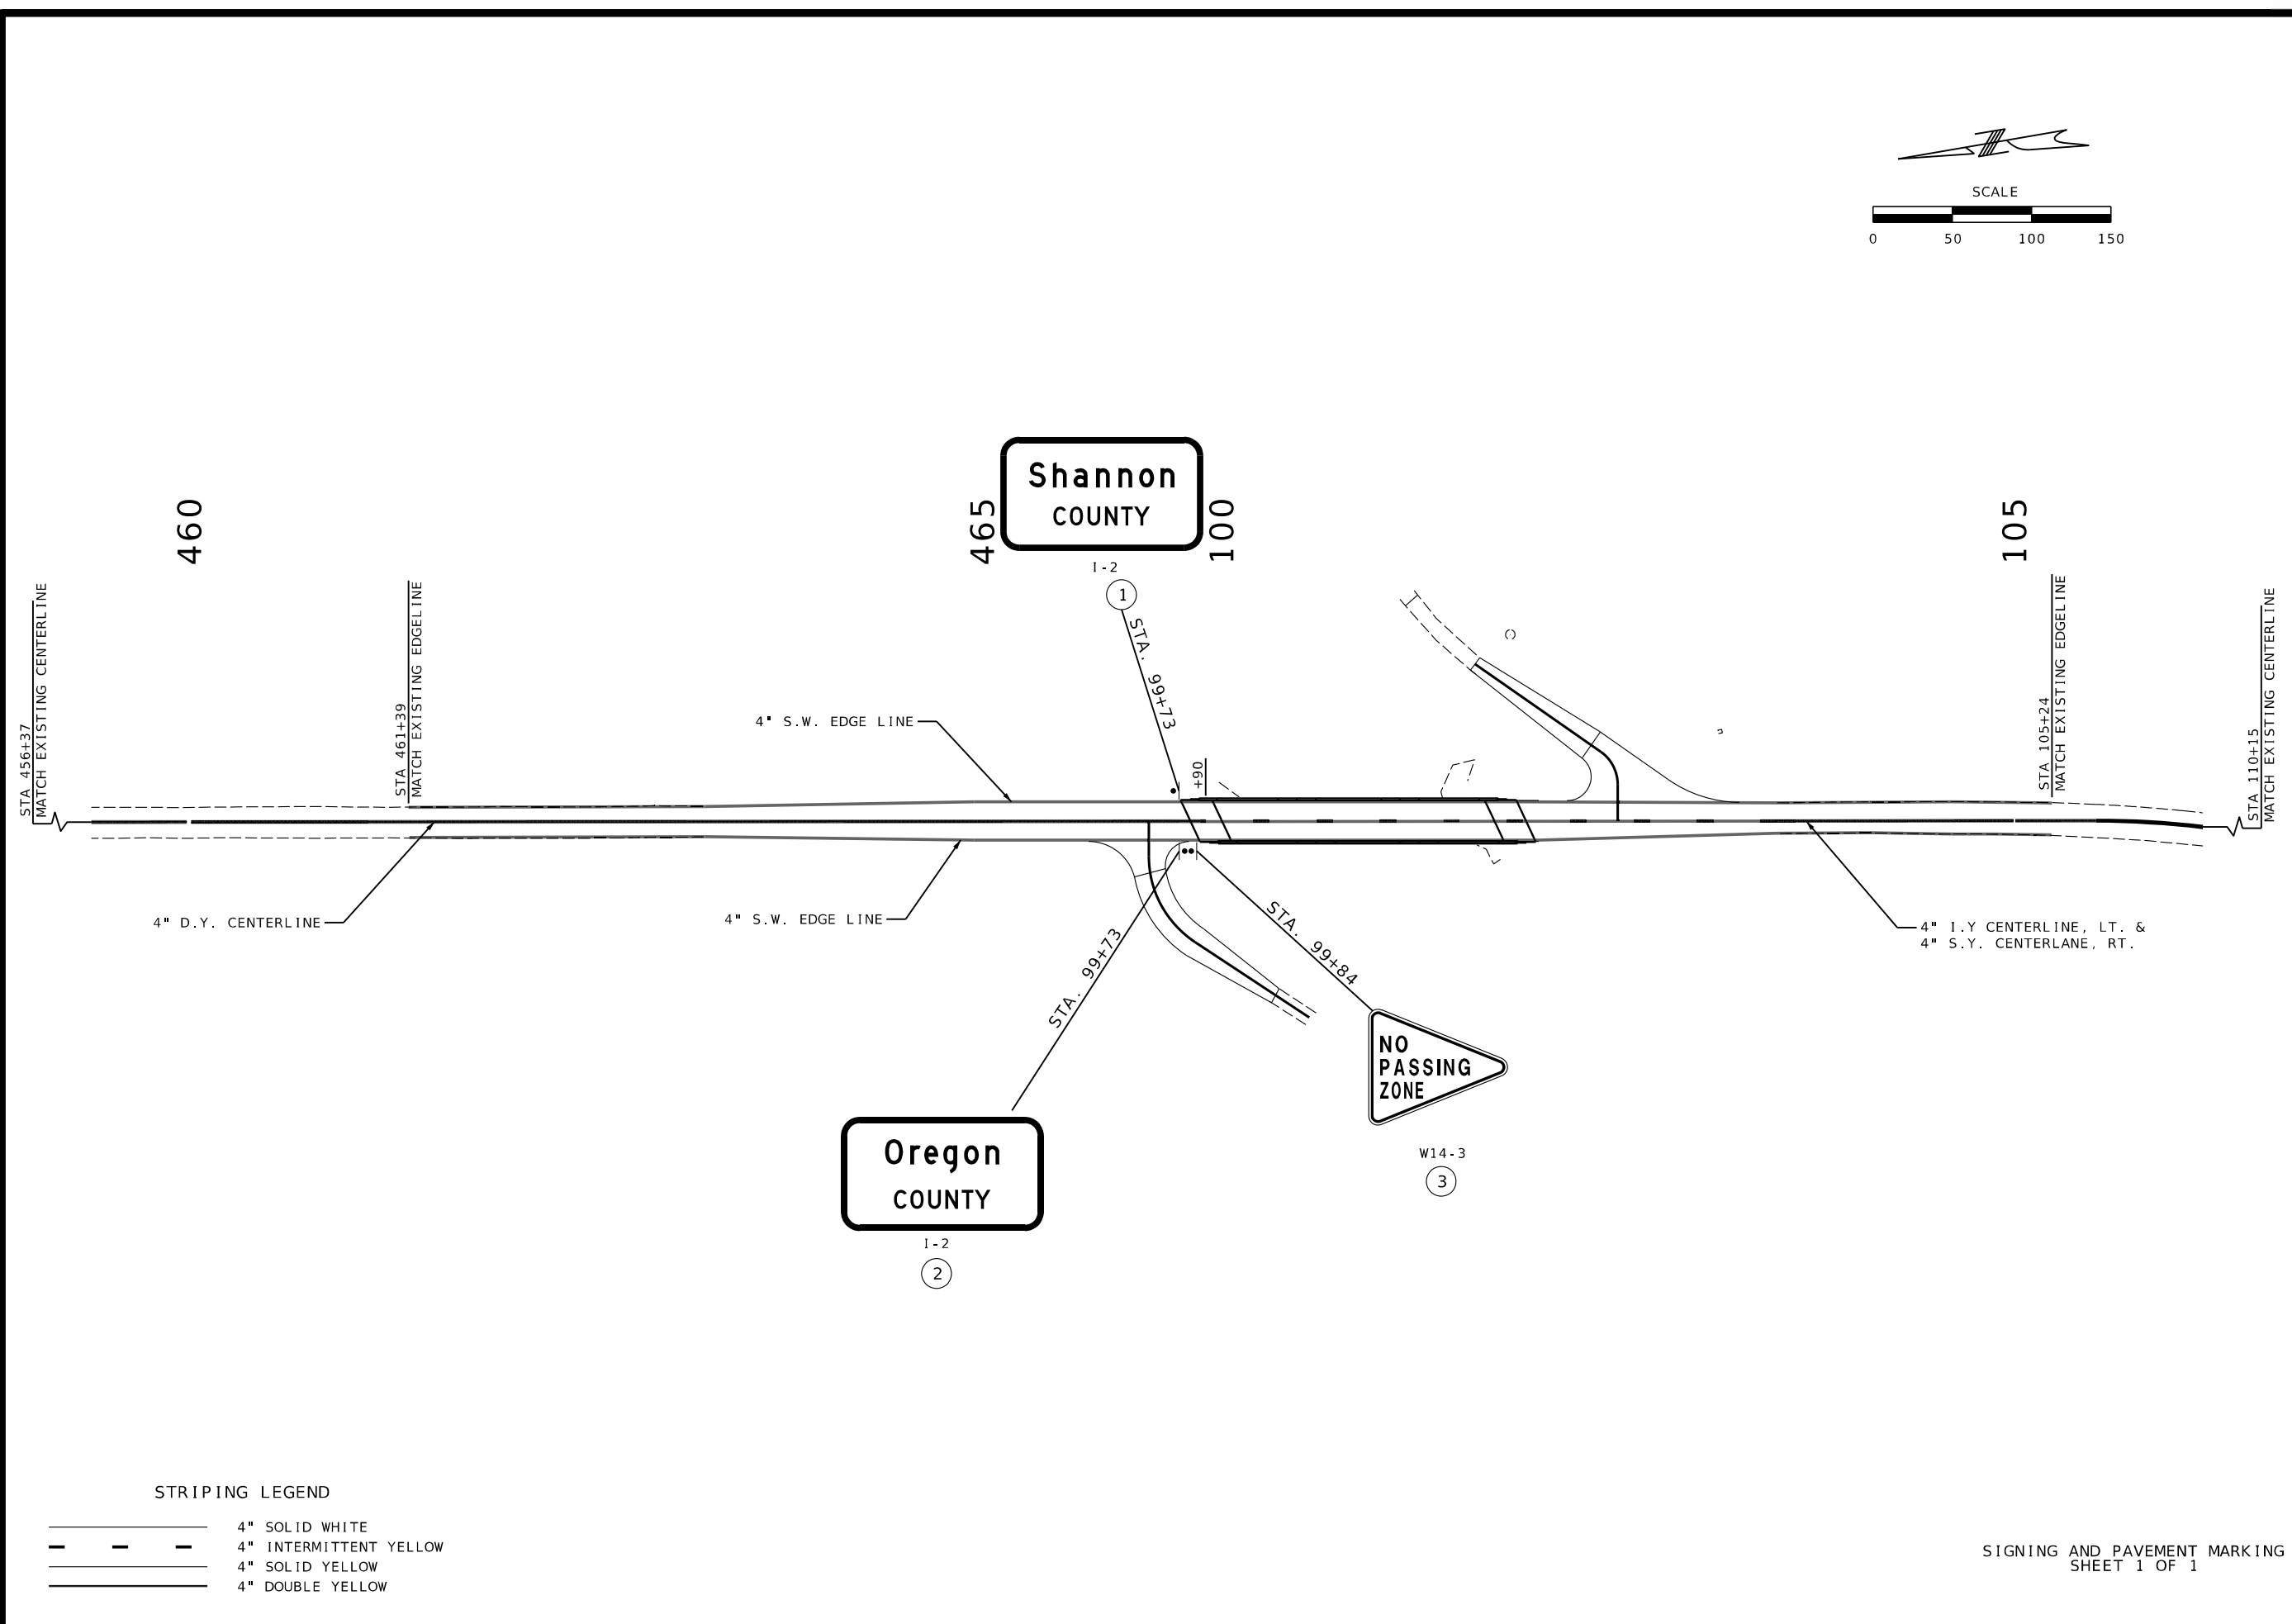 SCALE
0 50 100 150
Shannon
COUNTY
I-2
1
STA. 99+73
460
465
100
105
STA 456+37
MATCH EXISTING CENTERLINE
STA 461+39
MATCH EXISTING EDGELINE
4" S.W. EDGE LINE
+90
STA 105+24
MATCH EXISTING EDGELINE
STA 110+15
MATCH EXISTING CENTERLINE
4" D.Y. CENTERLINE
4" S.W. EDGE LINE
STA. 99+73
STA. 99+84
4" I.Y CENTERLINE, LT. &
4" S.Y. CENTERLANE, RT.
NO
PASSING
ZONE
W14-3
3
Oregon
COUNTY
I-2
2
STRIPING LEGEND
4" SOLID WHITE
4" INTERMITTENT YELLOW
4" SOLID YELLOW
4" DOUBLE YELLOW
SIGNING AND PAVEMENT MARKING
SHEET 1 OF 1